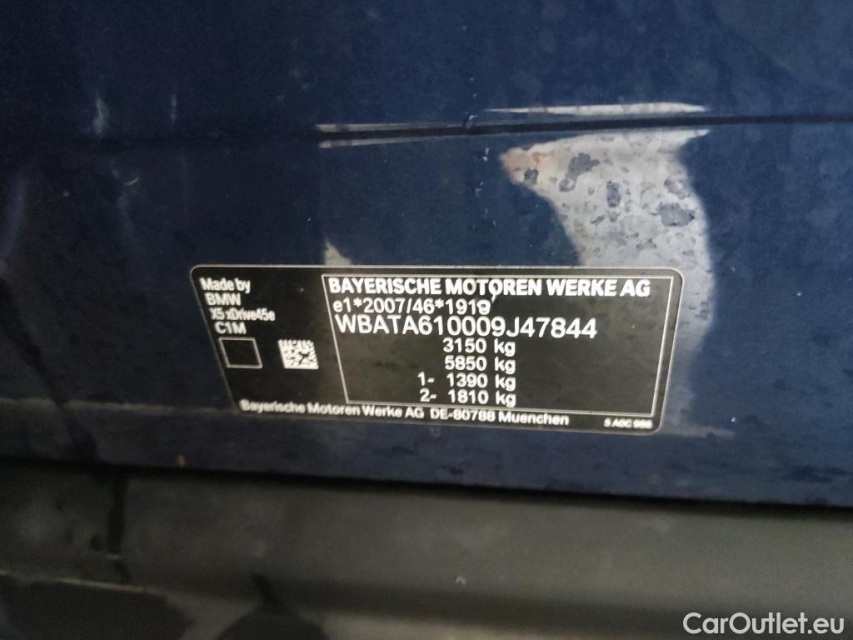 Made by
BMW
X5 xDrive45e
C1M
BAYERISCHE MOTOREN WERKE AG
e1*2007/46*1919
WBATA610009J47844
3150 kg
5850 kg
1- 1390 kg
2- 1810 kg
Bayerische Motoren Werke AG DE-80788 Muenchen
CarOutlet.eu